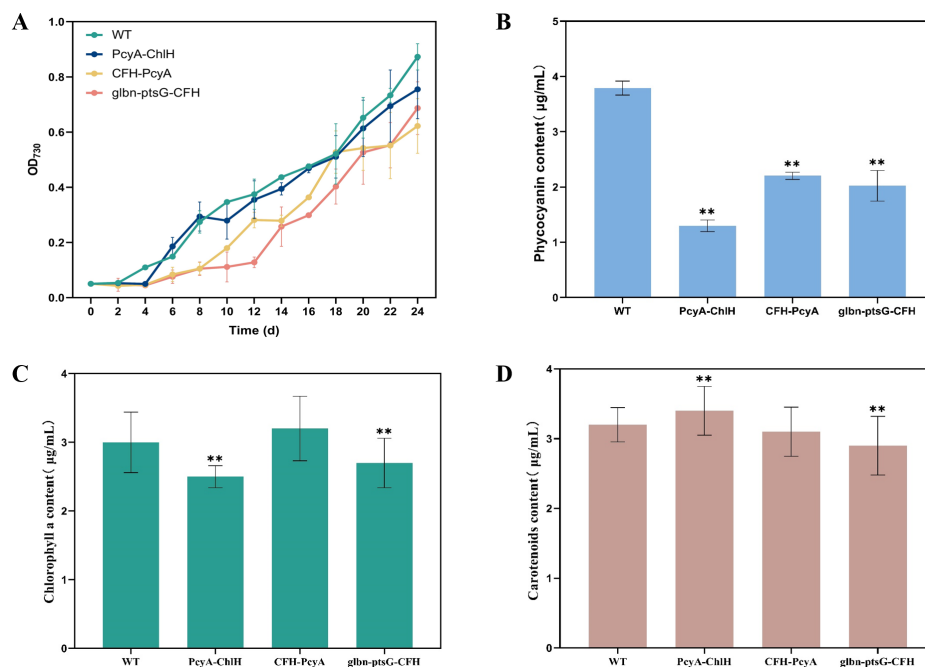 A
WT
PcyA-ChlH
CFH-PcyA
glbn-ptsG-CFH
OD730
1.0
0.8
0.6
0.4
0.2
0.0
0 2 4 6 8 10 12 14 16 18 20 22 24
Time (d)
B
Phycocyanin content( μg/mL)
5
4
3
2
1
0
** ** **
WT PcyA-ChlH CFH-PcyA glbn-ptsG-CFH
C
Chlorophyll a content( μg/mL)
4
3
2
1
0
** **
WT PcyA-ChlH CFH-PcyA glbn-ptsG-CFH
D
Carotenoids content( μg/mL)
4
3
2
1
0
** **
WT PcyA-ChlH CFH-PcyA glbn-ptsG-CFH